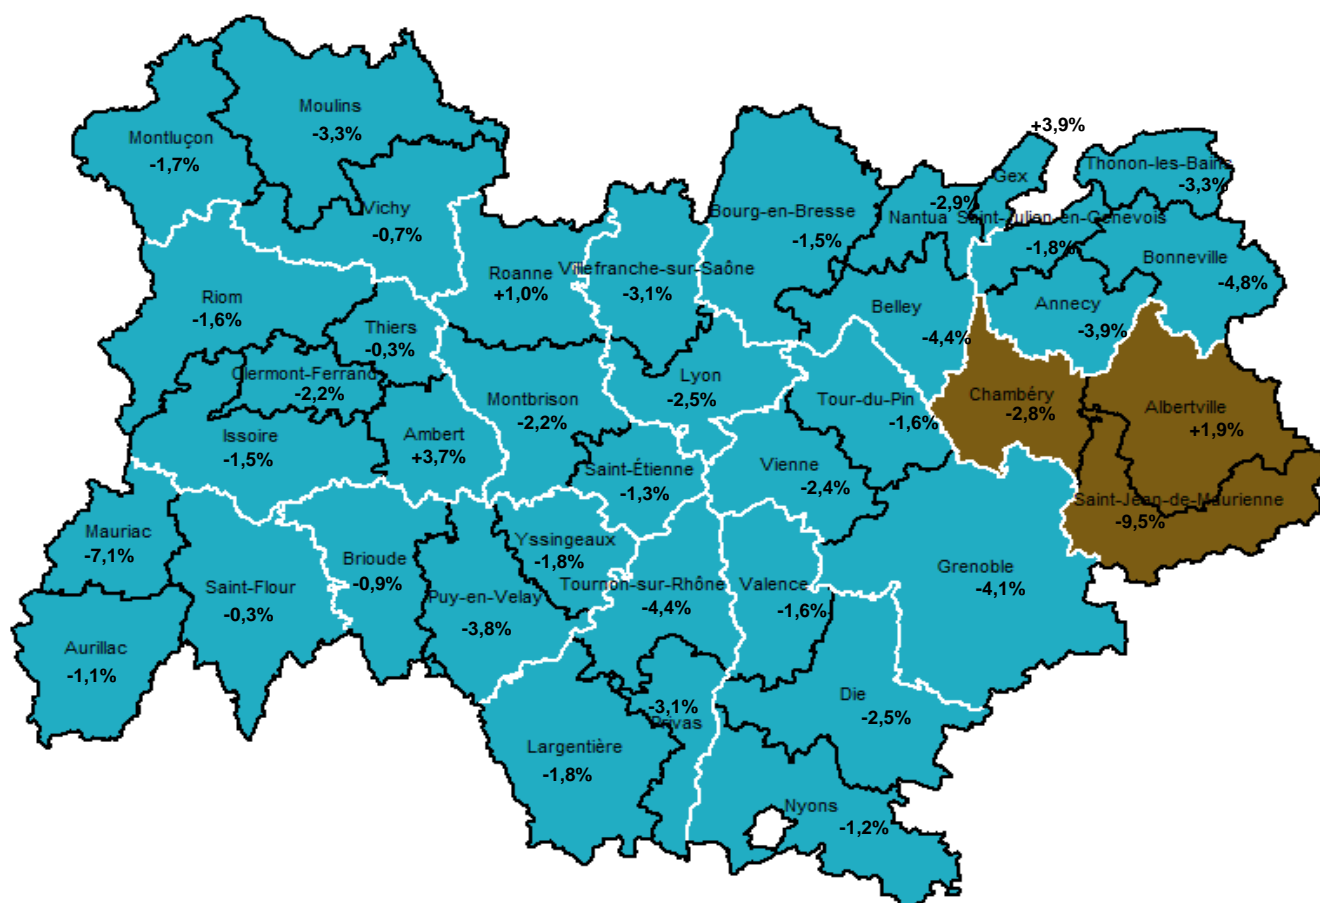 Moulins
-3,3%
Montluçon
-1,7%
+3,9%
Gex
Thonon-les-Bains
-3,3%
Vichy
-0,7%
Bourg-en-Bresse
-1,5%
-2,9%
Nantua
Saint-Julien-en-Genevois
-1,8%
Bonneville
-4,8%
Roanne
+1,0%
Villefranche-sur-Saône
-3,1%
Riom
-1,6%
Belley
-4,4%
Annecy
-3,9%
Thiers
-0,3%
Clermont-Ferrand
-2,2%
Lyon
-2,5%
Montbrison
-2,2%
Tour-du-Pin
-1,6%
Chambéry
-2,8%
Albertville
+1,9%
Issoire
-1,5%
Ambert
+3,7%
Saint-Étienne
-1,3%
Vienne
-2,4%
Saint-Jean-de-Maurienne
-9,5%
Mauriac
-7,1%
Yssingeaux
-1,8%
Brioude
-0,9%
Saint-Flour
-0,3%
Puy-en-Velay
-3,8%
Tournon-sur-Rhône
-4,4%
Valence
-1,6%
Grenoble
-4,1%
Aurillac
-1,1%
Die
-2,5%
-3,1%
Privas
Largentière
-1,8%
Nyons
-1,2%